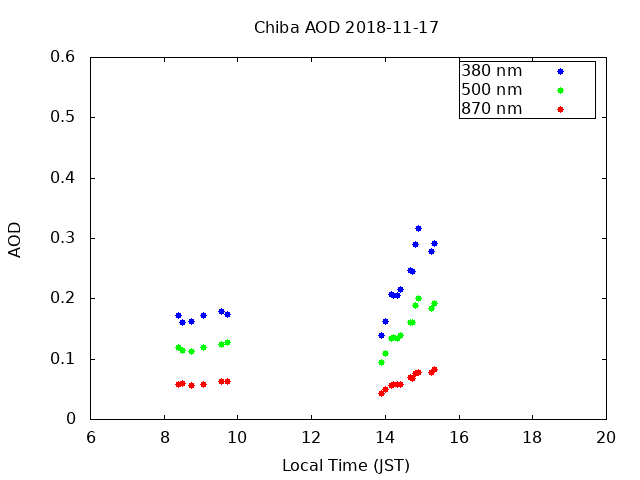 Chiba AOD 2018-11-17
0.6
0.5
0.4
0.3
0.2
0.1
0
AOD
380 nm
500 nm
870 nm
6 8 10 12 14 16 18 20
Local Time (JST)